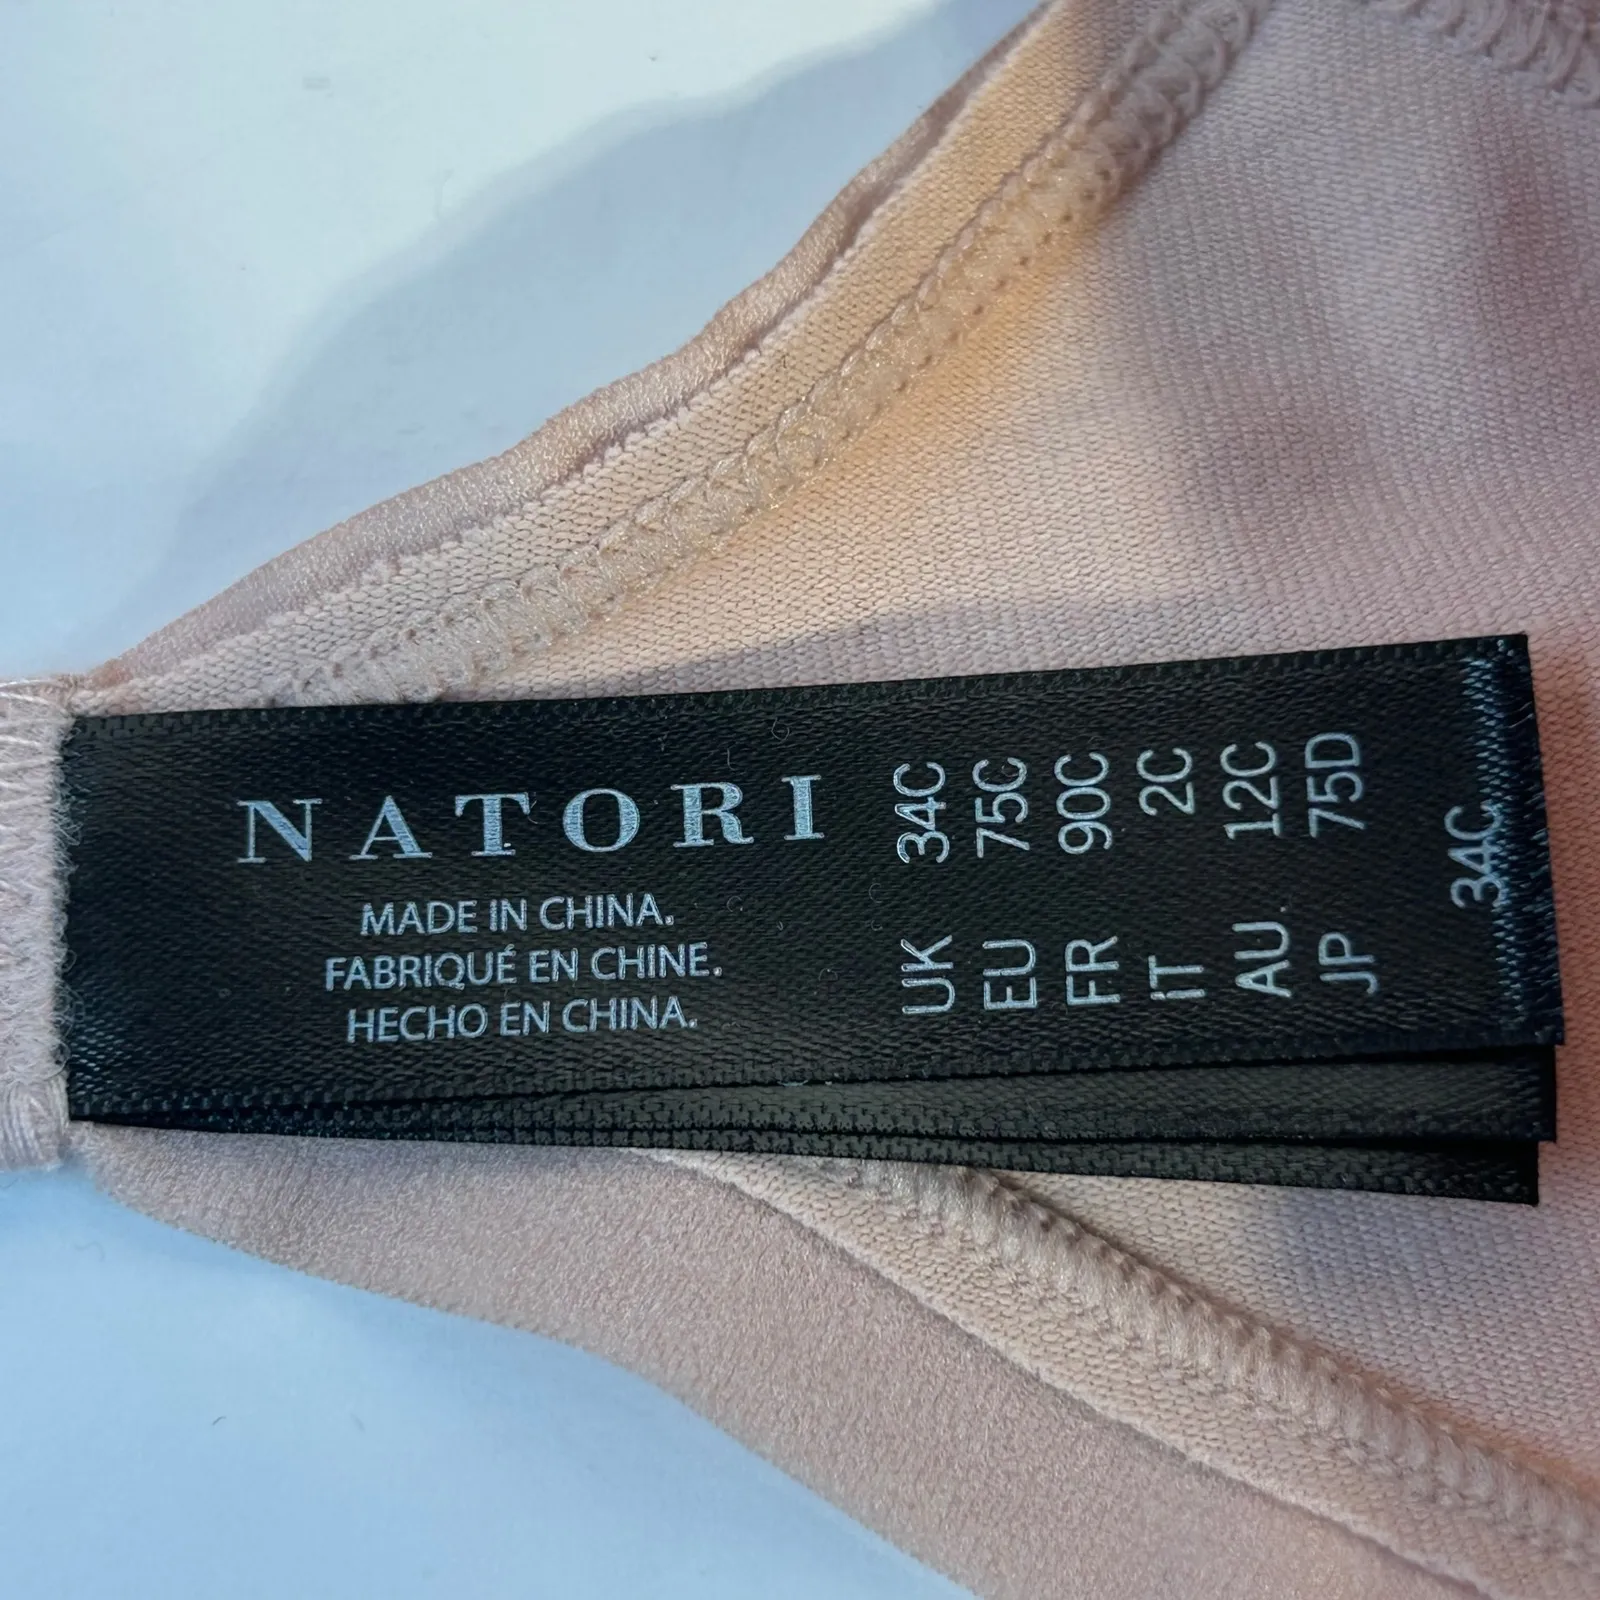 NATORI
MADE IN CHINA.
FABRIQUÉ EN CHINE.
HECHO EN CHINA.
UK 34C
EU 75C
FR 90C
IT 2C
AU 12C
JP 75D
34C